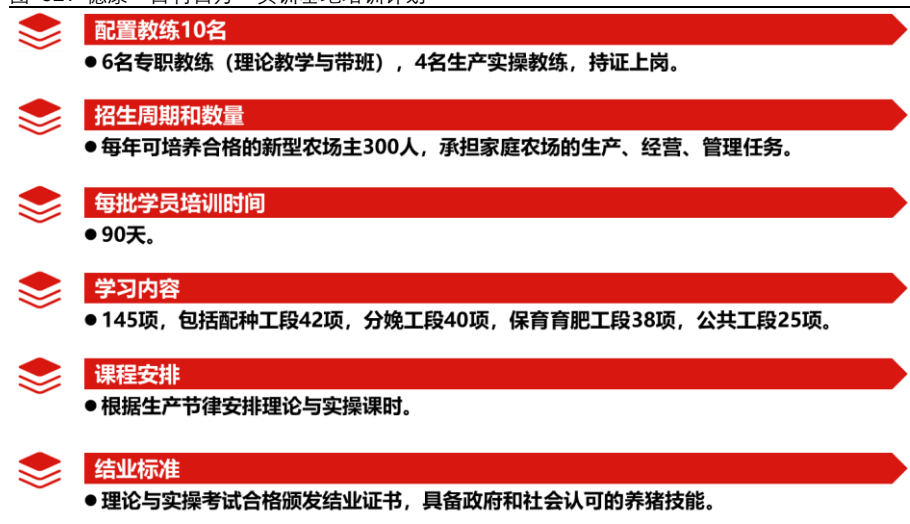 配置教练10名
●6名专职教练（理论教学与带班），4名生产实操教练，持证上岗。
招生周期和数量
●每年可培养合格的新型农场主300人，承担家庭农场的生产、经营、管理任务。
每批学员培训时间
●90天。
学习内容
●145项，包括配种工段42项，分娩工段40项，保育育肥工段38项，公共工段25项。
课程安排
●根据生产节律安排理论与实操课时。
结业标准
●理论与实操考试合格颁发结业证书，具备政府和社会认可的养猪技能。